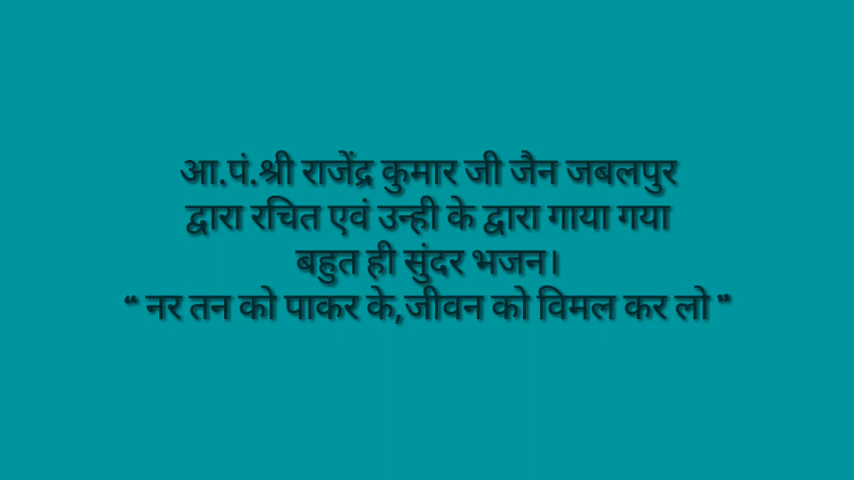 आ.पं.श्री राजेंद्र कुमार जी जैन जबलपुर
द्वारा रचित एवं उन्ही के द्वारा गाया गया
बहुत ही सुंदर भजन।
“ नर तन को पाकर के,जीवन को विमल कर लो ”